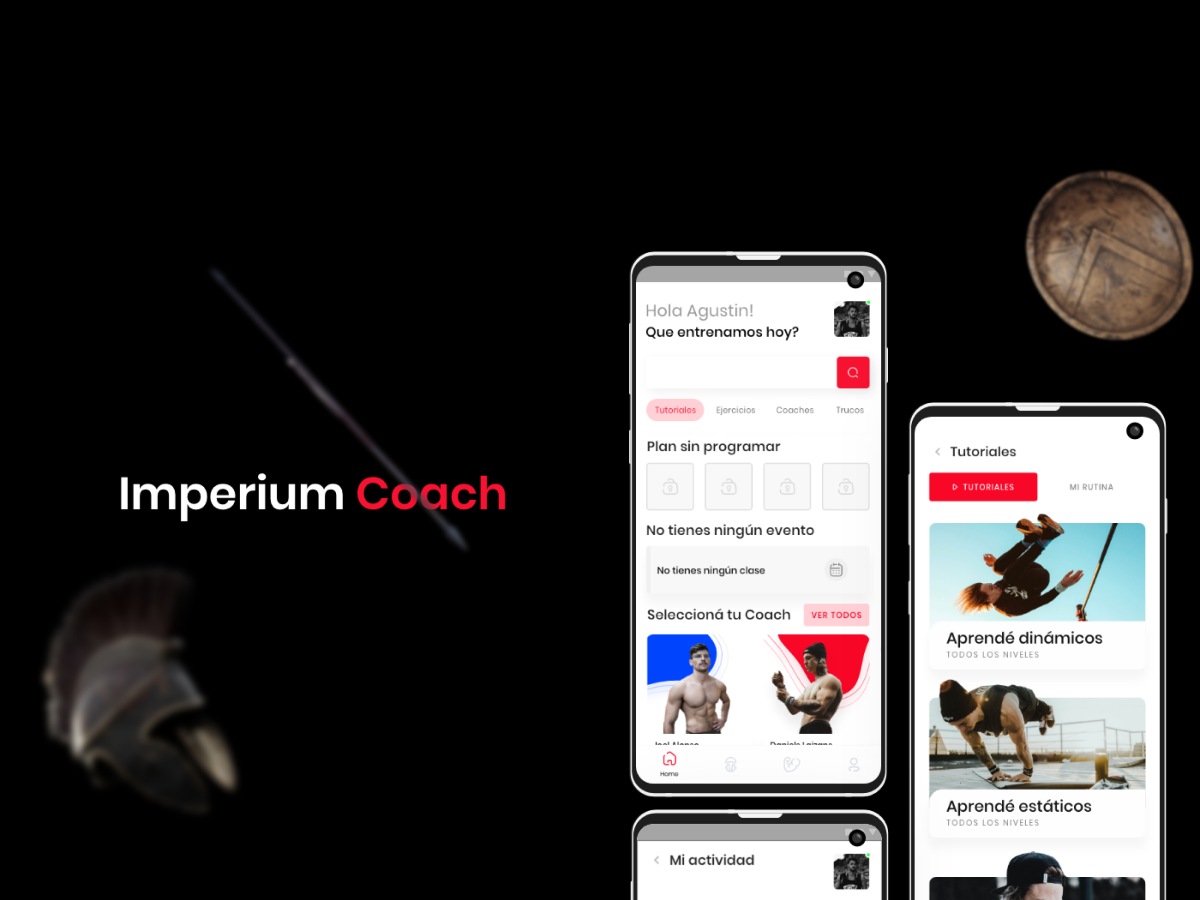 Imperium Coach
Hola Agustin!
Que entrenamos hoy?
Tutoriales
Ejercicios
Coaches
Trucos
Plan sin programar
No tienes ningún evento
No tienes ningún clase
Seleccioná tu Coach
VER TODOS
Home
Mi actividad
Tutoriales
TUTORIALES
MI RUTINA
Aprendé dinámicos
TODOS LOS NIVELES
Aprendé estáticos
TODOS LOS NIVELES